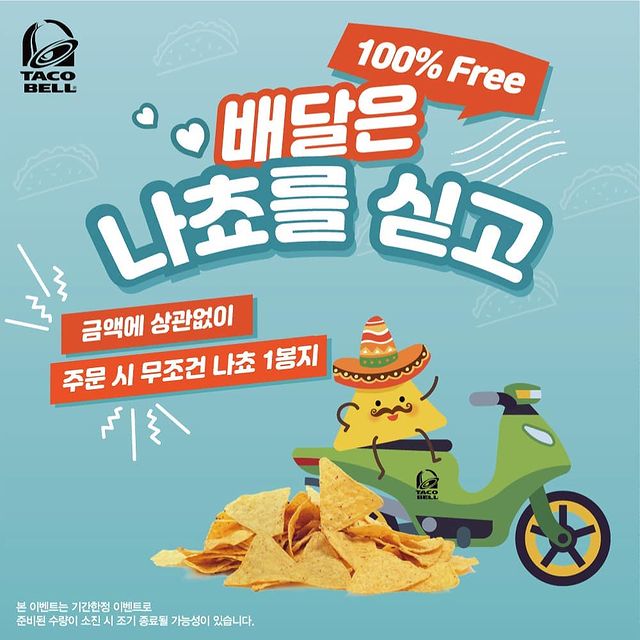 TACO
BELL
100% Free
배달은
나쵸를 싣고
금액에 상관없이
주문 시 무조건 나쵸 1봉지
TACO
BELL
본 이벤트는 기간한정 이벤트로
준비된 수량이 소진 시 조기 종료될 가능성이 있습니다.